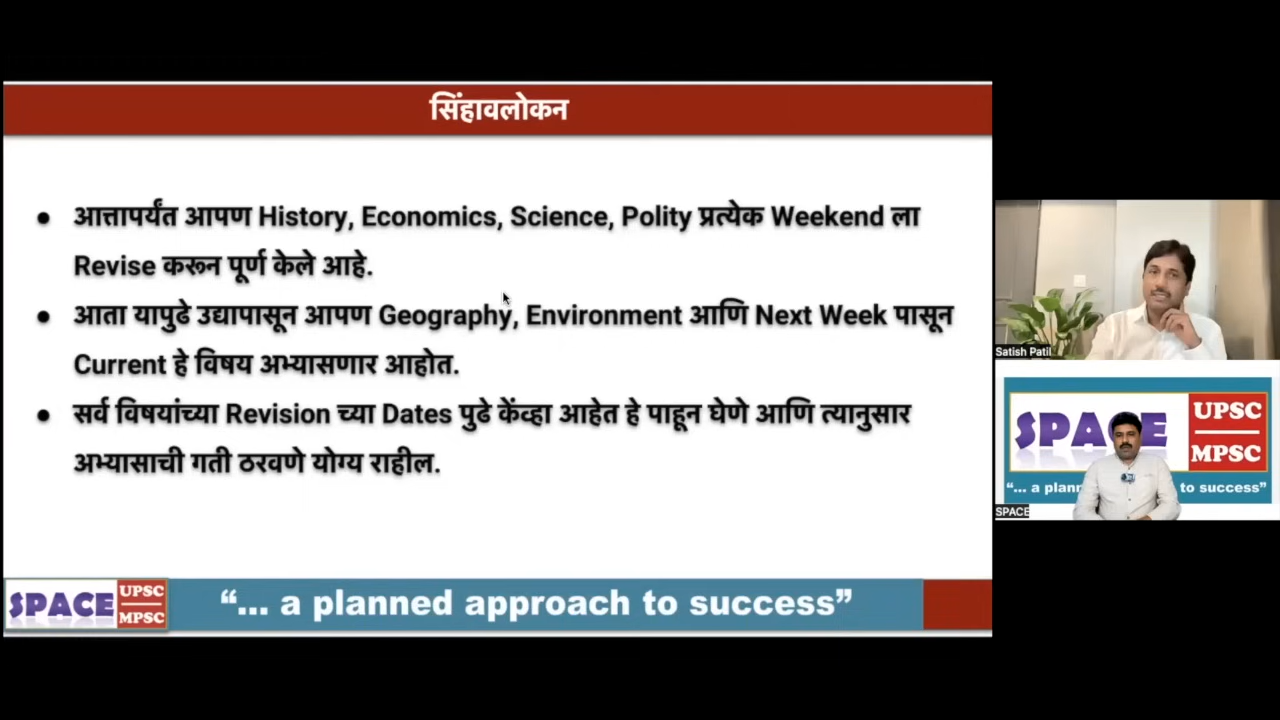 सिंहावलोकन
● आत्तापर्यंत आपण History, Economics, Science, Polity प्रत्येक Weekend ला
Revise करून पूर्ण केले आहे.
● आता यापुढे उद्यापासून आपण Geography, Environment आणि Next Week पासून
Current हे विषय अभ्यासणार आहोत.
● सर्व विषयांच्या Revision च्या Dates पुढे केंव्हा आहेत हे पाहून घेणे आणि त्यानुसार
अभ्यासाची गती ठरवणे योग्य राहील.
SPACE UPSC MPSC
"... a planned approach to success"
Satish Patil
SPACE UPSC
MPSC
"... a to success"
SPACE